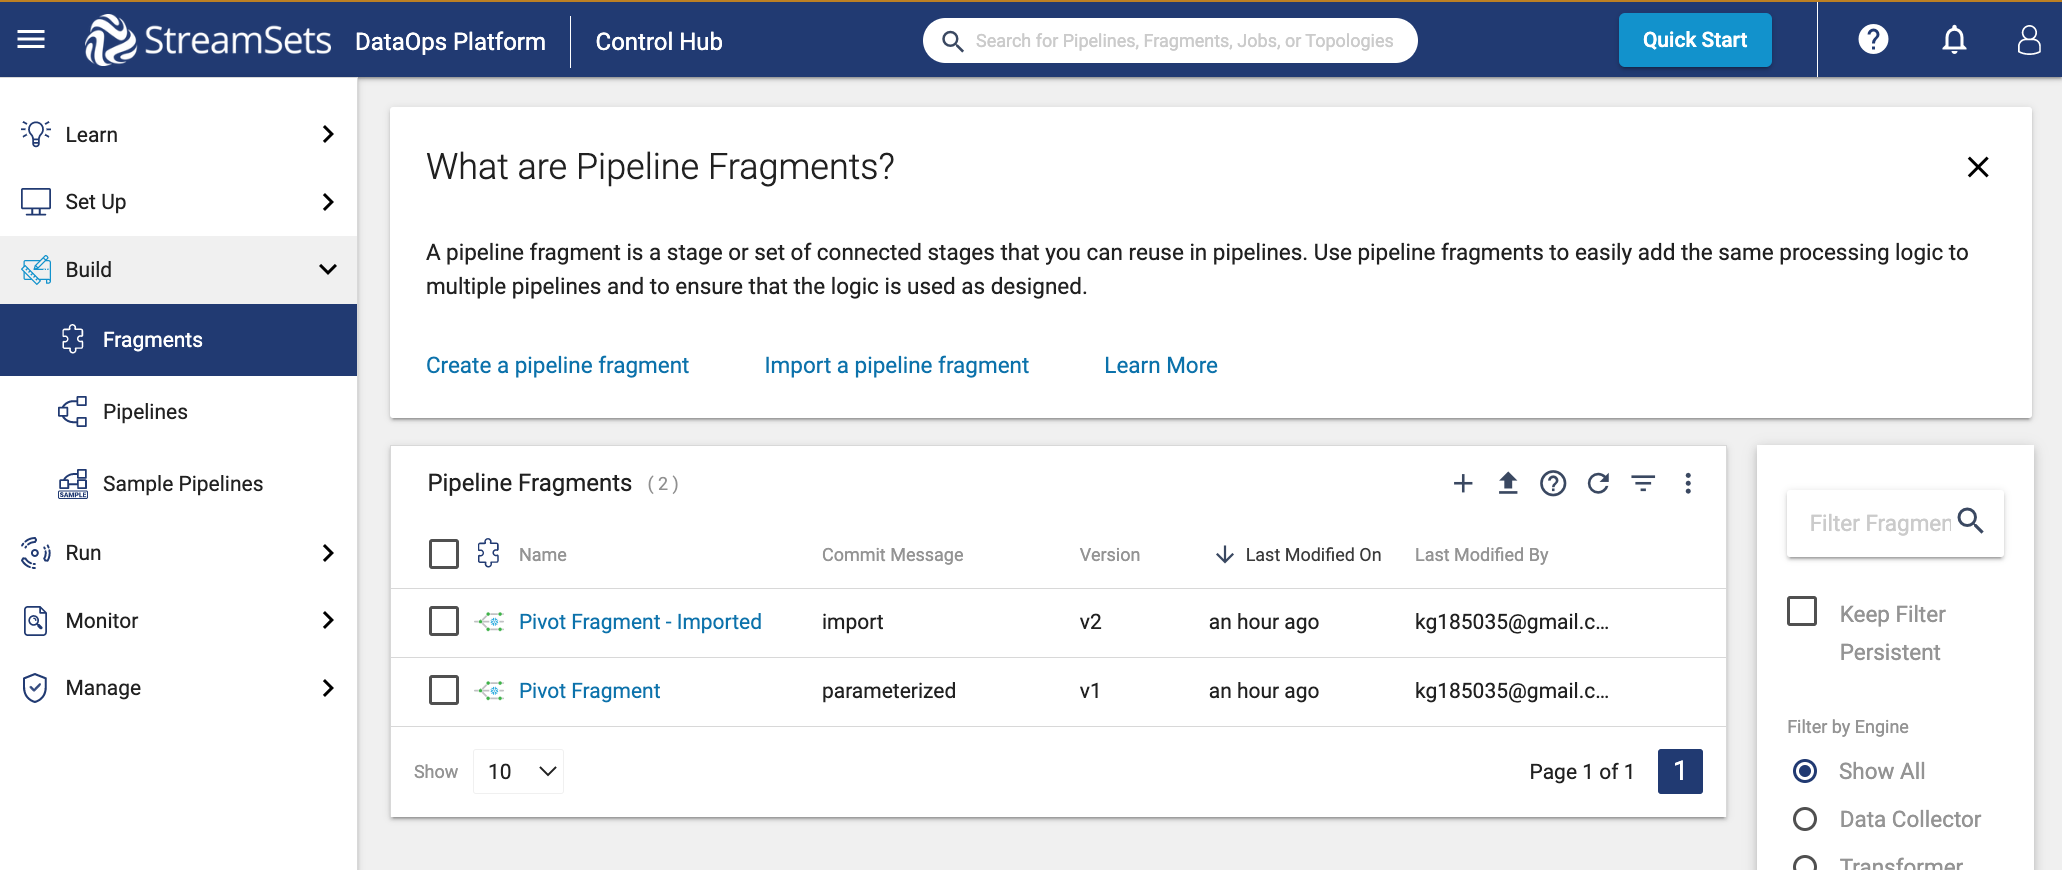 StreamSets DataOps Platform Control Hub Search for Pipelines, Fragments, Jobs, or Topologies Quick Start
Learn
Set Up
Build
Fragments
Pipelines
SAMPLE Sample Pipelines
Run
Monitor
Manage
What are Pipeline Fragments?
A pipeline fragment is a stage or set of connected stages that you can reuse in pipelines. Use pipeline fragments to easily add the same processing logic to
multiple pipelines and to ensure that the logic is used as designed.
Create a pipeline fragment Import a pipeline fragment Learn More
Pipeline Fragments ( 2 )
Name Commit Message Version Last Modified On Last Modified By
Pivot Fragment - Imported import v2 an hour ago kg185035@gmail.c...
Pivot Fragment parameterized v1 an hour ago kg185035@gmail.c...
Show 10 Page 1 of 1 1
Filter Fragmen
Keep Filter
Persistent
Filter by Engine
Show All
Data Collector
Transformer